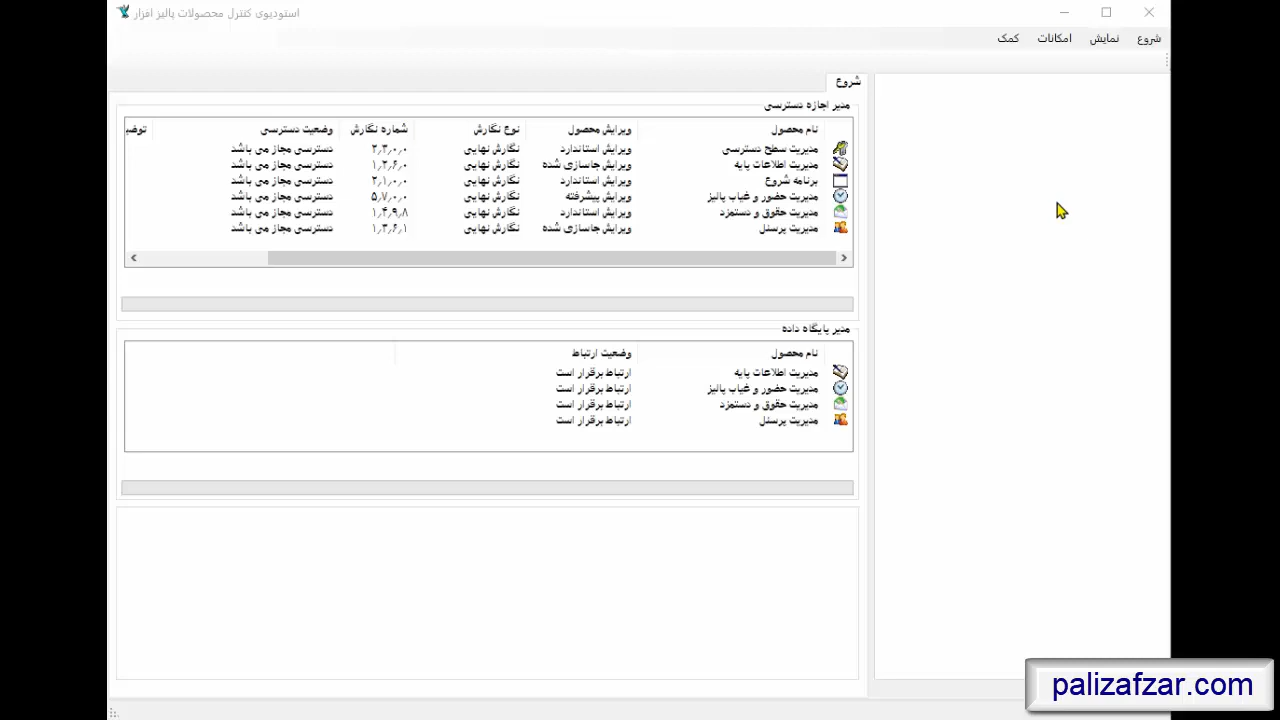 استودیوی کنترل محصولات پالیز افزار
شروع نمایش امکانات کمک
شروع
مدیر اجازه دسترسی
نام محصول ویرایش محصول نوع نگارش شماره نگارش وضعیت دسترسی توضی
مدیریت سطح دسترسی ویرایش استاندارد نگارش نهایی ۲٫۳٫۰٫۰ دسترسی مجاز می باشد
مدیریت اطلاعات پایه ویرایش جاسازی شده نگارش نهایی ۱٫۲٫۶٫۰ دسترسی مجاز می باشد
برنامه شروع ویرایش استاندارد نگارش نهایی ۲٫۱٫۰٫۰ دسترسی مجاز می باشد
مدیریت حضور و غیاب پالیز ویرایش پیشرفته نگارش نهایی ۵٫۷٫۰٫۰ دسترسی مجاز می باشد
مدیریت حقوق و دستمزد ویرایش استاندارد نگارش نهایی ۱٫۴٫۹٫۸ دسترسی مجاز می باشد
مدیریت پرسنل ویرایش جاسازی شده نگارش نهایی ۱٫۳٫۶٫۱ دسترسی مجاز می باشد
مدیر پایگاه داده
نام محصول وضعیت ارتباط
مدیریت اطلاعات پایه ارتباط برقرار است
مدیریت حضور و غیاب پالیز ارتباط برقرار است
مدیریت حقوق و دستمزد ارتباط برقرار است
مدیریت پرسنل ارتباط برقرار است
palizafzar.com